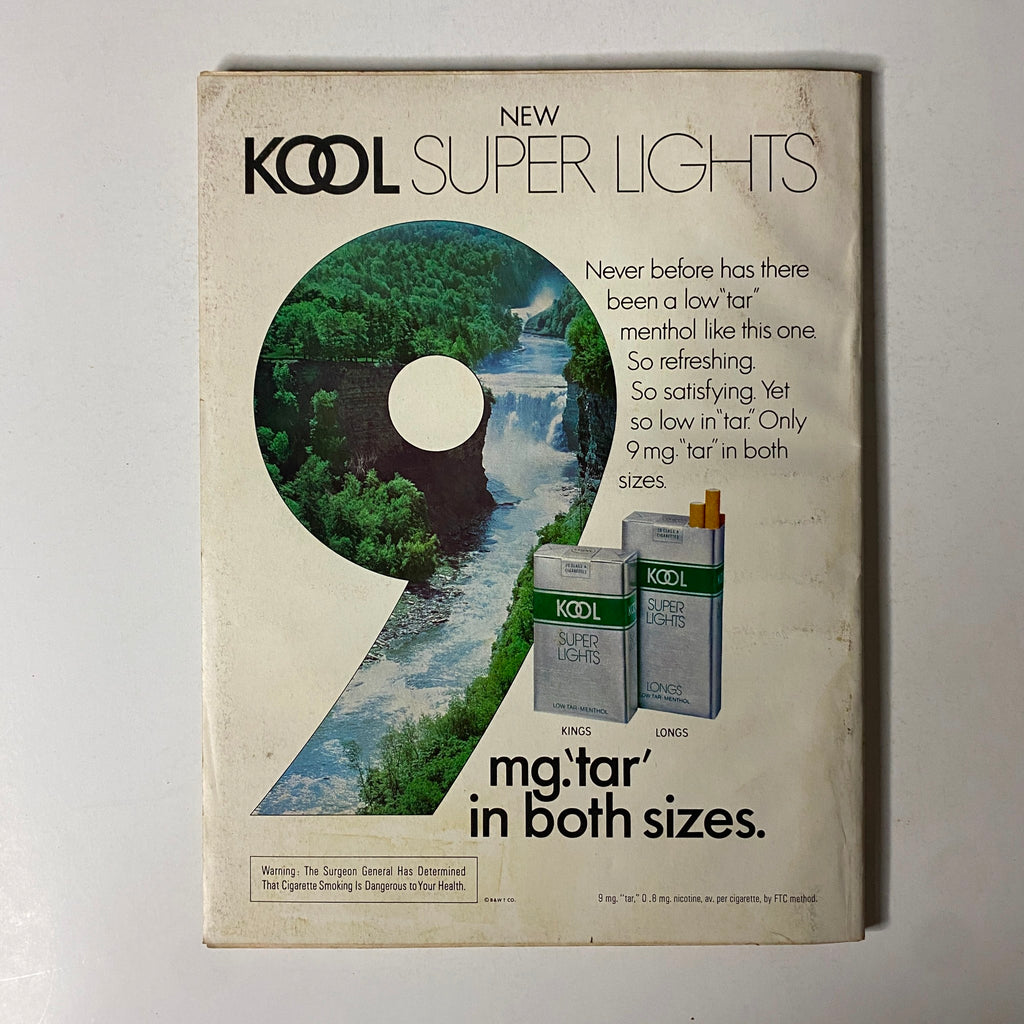 NEW
KOOL SUPER LIGHTS
Never before has there
been a low "tar"
menthol like this one.
So refreshing.
So satisfying. Yet
so low in "tar." Only
9 mg. "tar" in both
sizes.
9
KOOL
SUPER
LIGHTS
LOW TAR-MENTHOL
KOOL
SUPER
LIGHTS
LONGS
LOW TAR-MENTHOL
KINGS
LONGS
mg. 'tar'
in both sizes.
Warning: The Surgeon General Has Determined
That Cigarette Smoking Is Dangerous to Your Health.
© B&W T CO.
9 mg. "tar," 0.8 mg. nicotine, av. per cigarette, by FTC method.